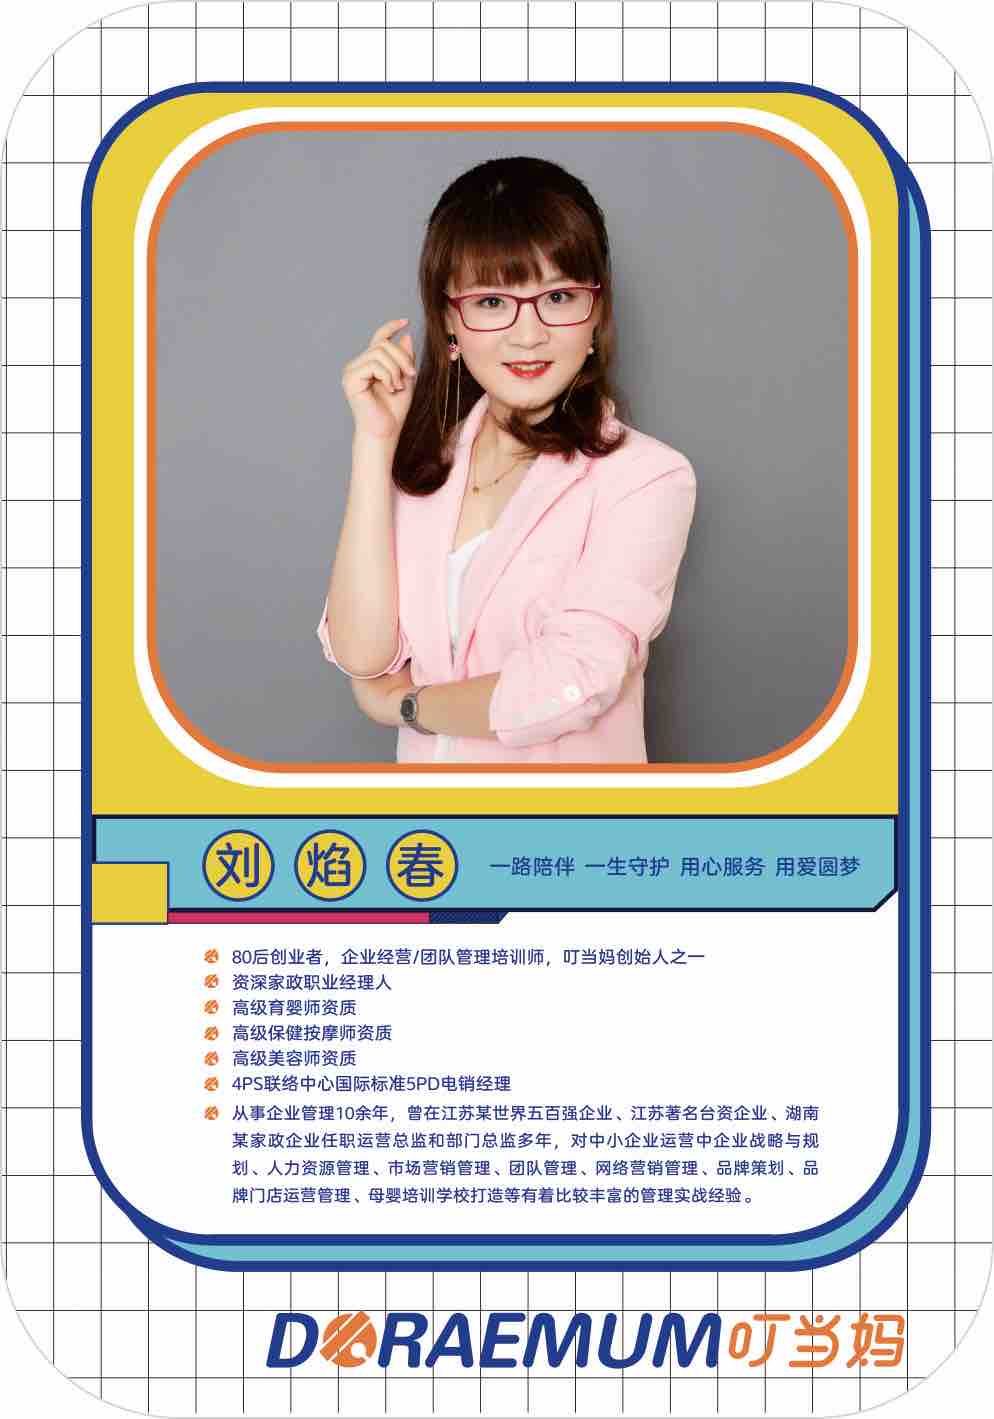 刘焰春 一路陪伴 一生守护 用心服务 用爱圆梦
80后创业者，企业经营/团队管理培训师，叮当妈创始人之一
资深家政职业经理人
高级育婴师资质
高级保健按摩师资质
高级美容师资质
4PS联络中心国际标准5PD电销经理
从事企业管理10余年，曾在江苏某世界五百强企业、江苏著名台资企业、湖南
某家政企业任职运营总监和部门总监多年，对中小企业运营中企业战略与规
划、人力资源管理、市场营销管理、团队管理、网络营销管理、品牌策划、品
牌门店运营管理、母婴培训学校打造等有着比较丰富的管理实战经验。
DORAEMUM叮当妈